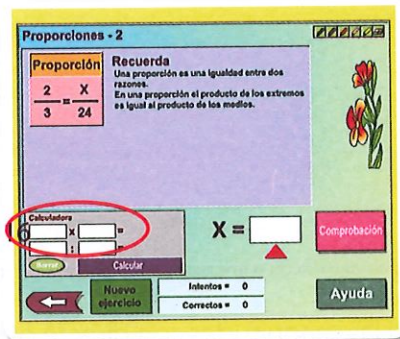 Proporciones - 2
Proporción
2
3
=
X
24
Recuerda
Una proporción es una igualdad entre dos
razones.
En una proporción el producto de los extremos
es igual al producto de los medios.
Calculadora
x =
: =
Borrar
Calcular
X =
Comprobación
Nuevo
ejercicio
Intentos = 0
Correctos = 0
Ayuda